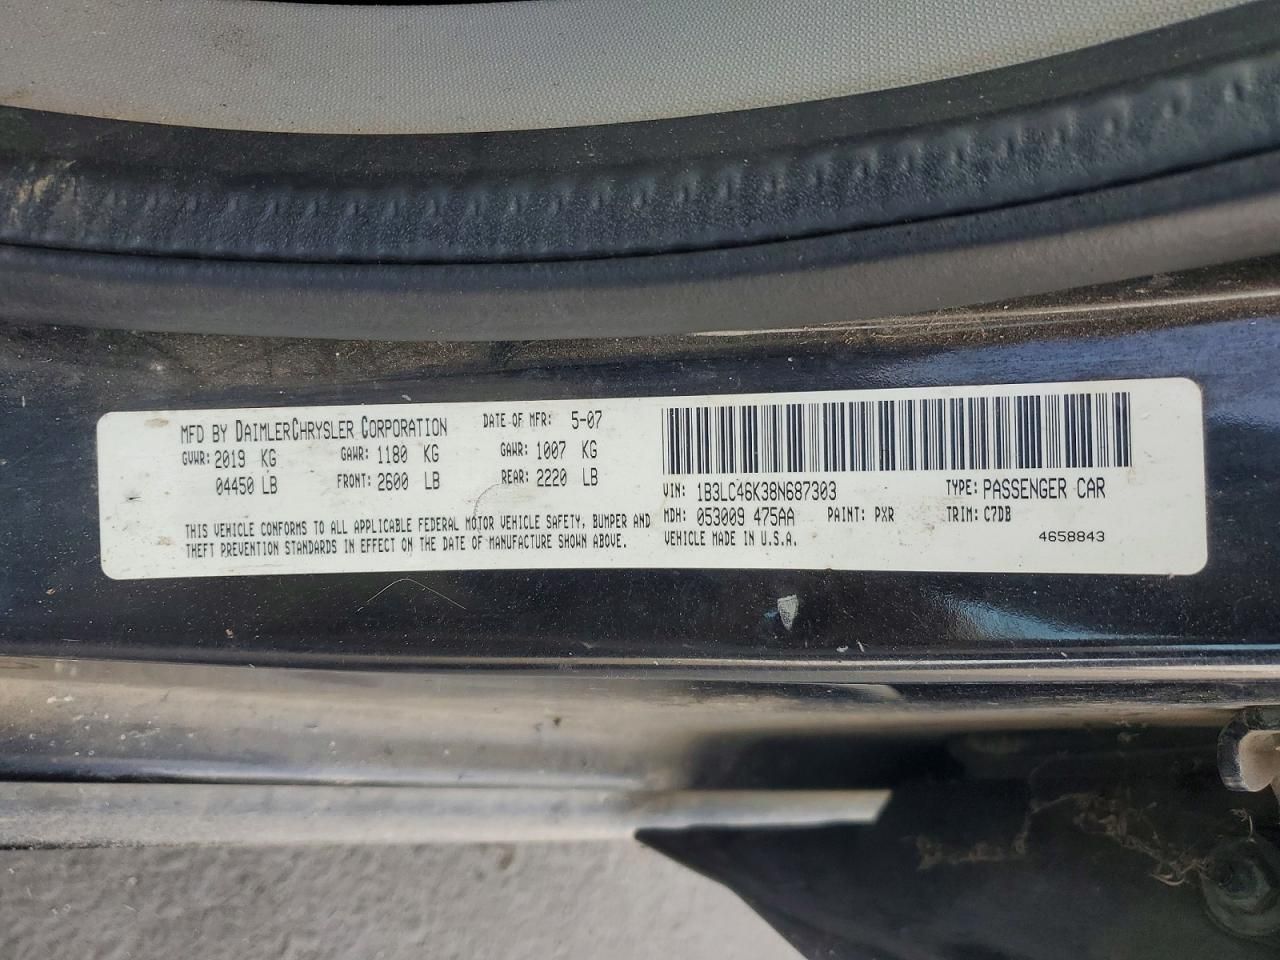 MFD BY DAIMLERCHRYSLER CORPORATION DATE OF MFR: 5-07
GVWR: 2019 KG GAWR: 1180 KG GAWR: 1007 KG
04450 LB FRONT: 2600 LB REAR: 2220 LB
THIS VEHICLE CONFORMS TO ALL APPLICABLE FEDERAL MOTOR VEHICLE SAFETY, BUMPER AND
THEFT PREVENTION STANDARDS IN EFFECT ON THE DATE OF MANUFACTURE SHOWN ABOVE.
VIN: 1B3LC46K38N687303 TYPE: PASSENGER CAR
MDH: 053009 475AA PAINT: PXR TRIM: C7DB
VEHICLE MADE IN U.S.A. 4658843